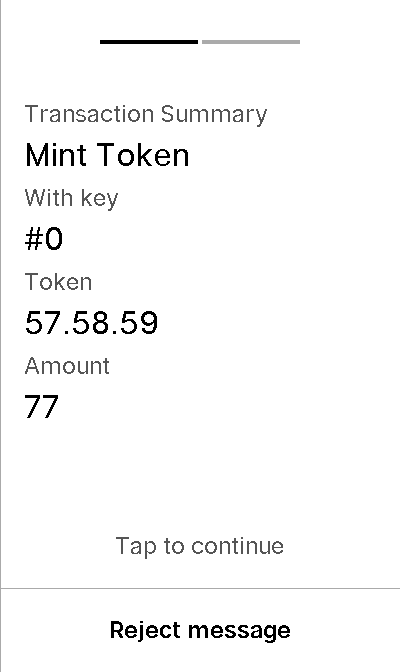 Transaction Summary
Mint Token
With key
#0
Token
57.58.59
Amount
77
Tap to continue
Reject message